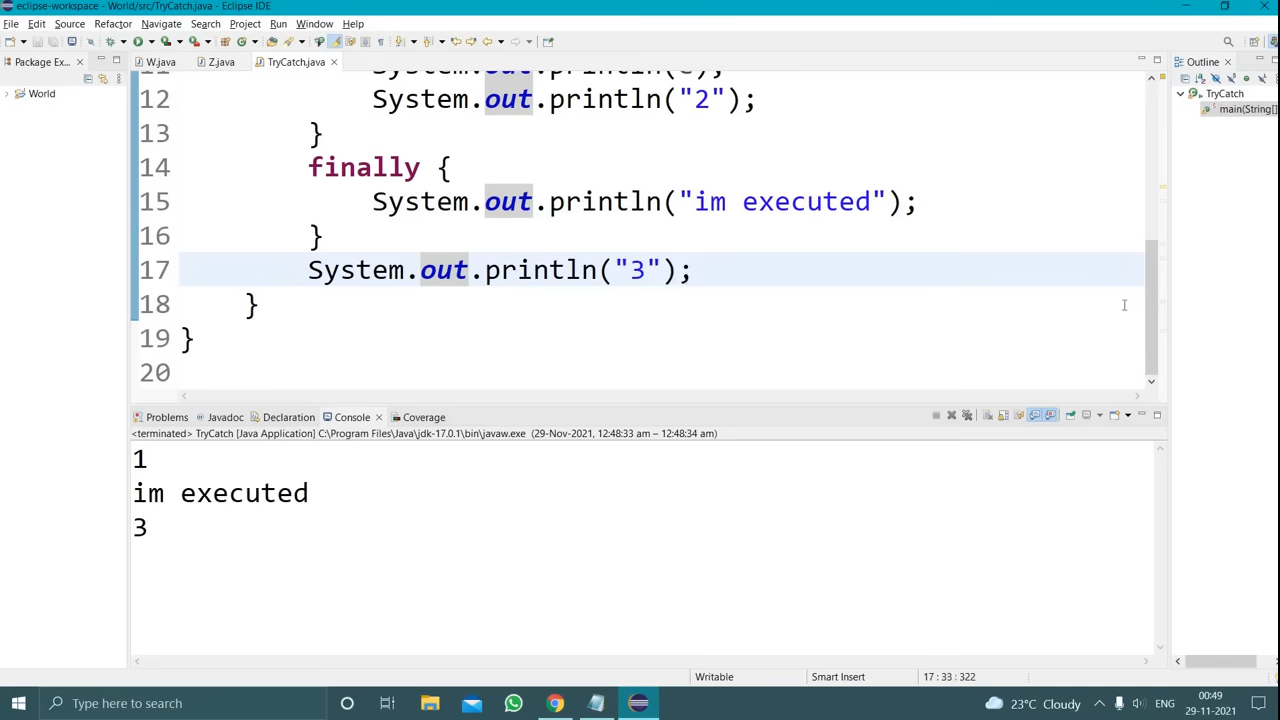 eclipse-workspace - World/src/TryCatch.java - Eclipse IDE
File Edit Source Refactor Navigate Search Project Run Window Help
Package Ex... W.java Z.java TryCatch.java Outline
World
TryCatch
main(String[]
11 System.out.println(e);
12 System.out.println("2");
13 }
14 finally {
15 System.out.println("im executed");
16 }
17 System.out.println("3");
18 }
19 }
20
Problems Javadoc Declaration Console Coverage
<terminated> TryCatch [Java Application] C:\Program Files\Java\jdk-17.0.1\bin\javaw.exe (29-Nov-2021, 12:48:33 am – 12:48:34 am)
1
im executed
3
Writable Smart Insert 17 : 33 : 322
Type here to search 23°C Cloudy ENG 00:49
29-11-2021